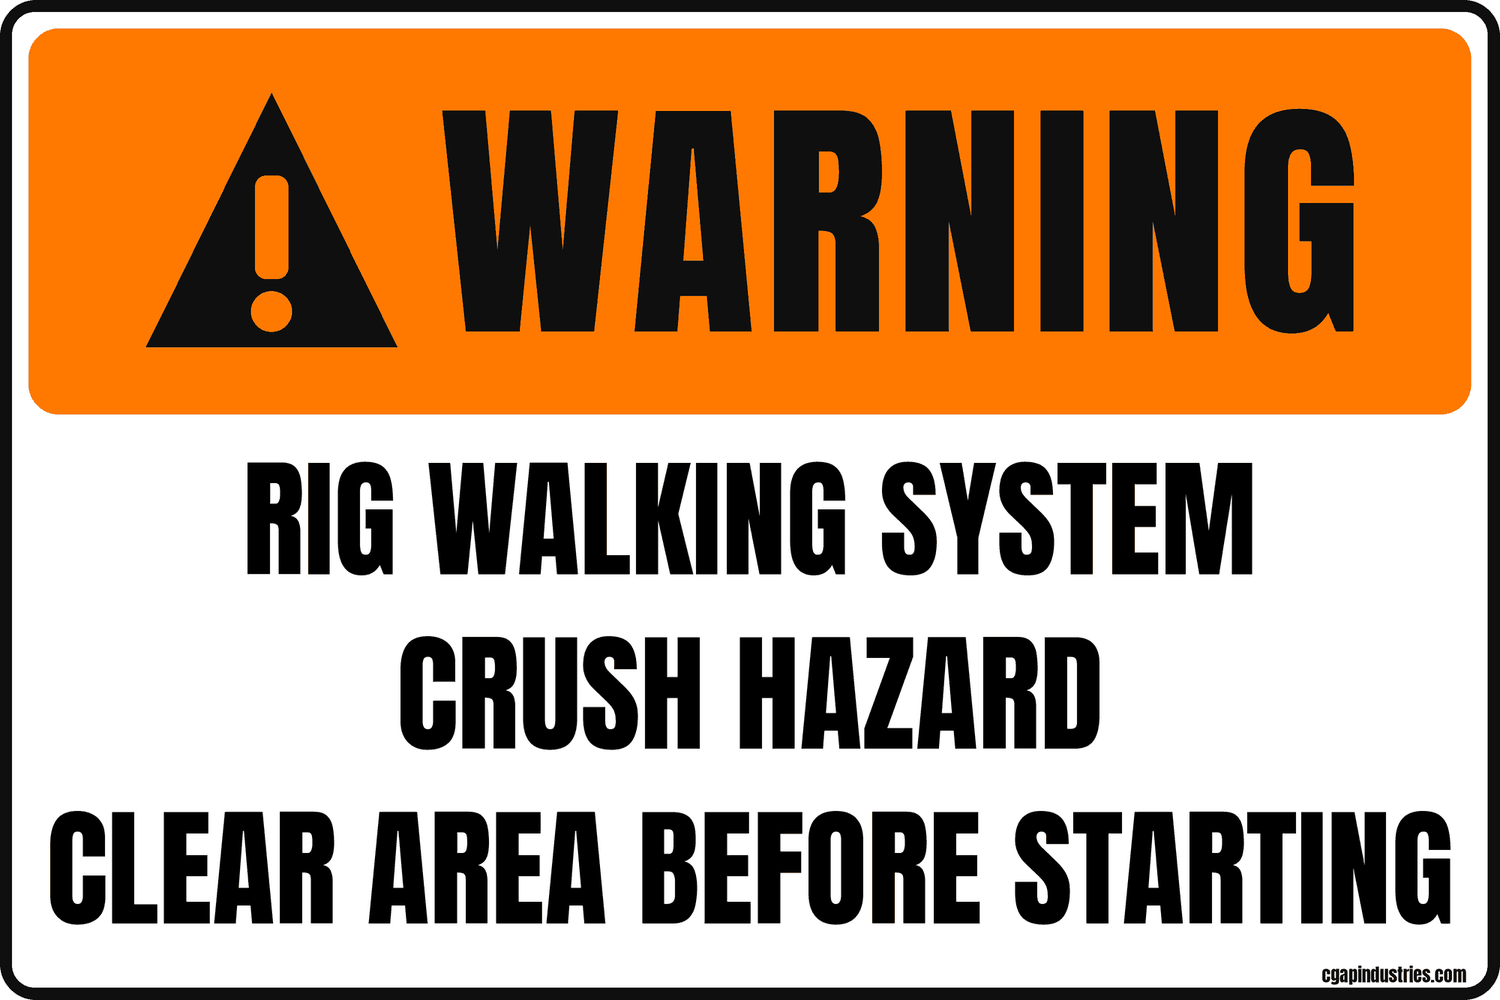 WARNING
RIG WALKING SYSTEM
CRUSH HAZARD
CLEAR AREA BEFORE STARTING
cgapindustries.com